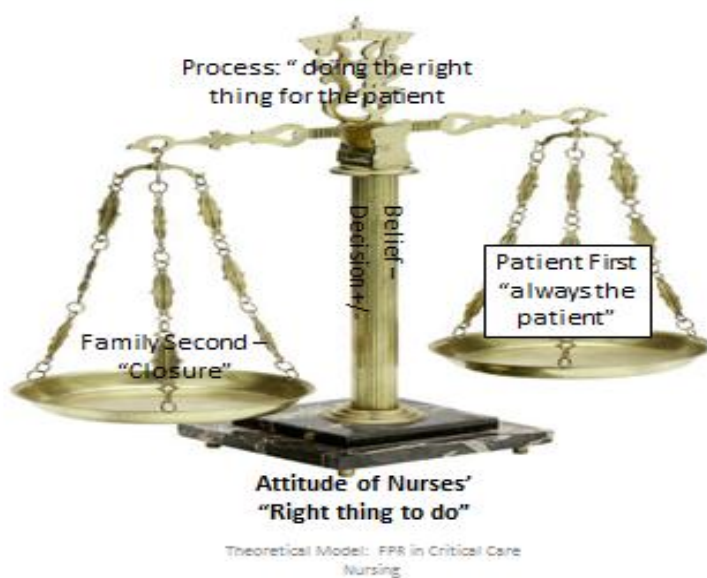 Process: “ doing the right
thing for the patient
Belief –
Decision +/
Patient First
“always the
patient”
Family Second –
“Closure”
Attitude of Nurses’
“Right thing to do”
Theoretical Model: FPR in Critical Care
Nursing